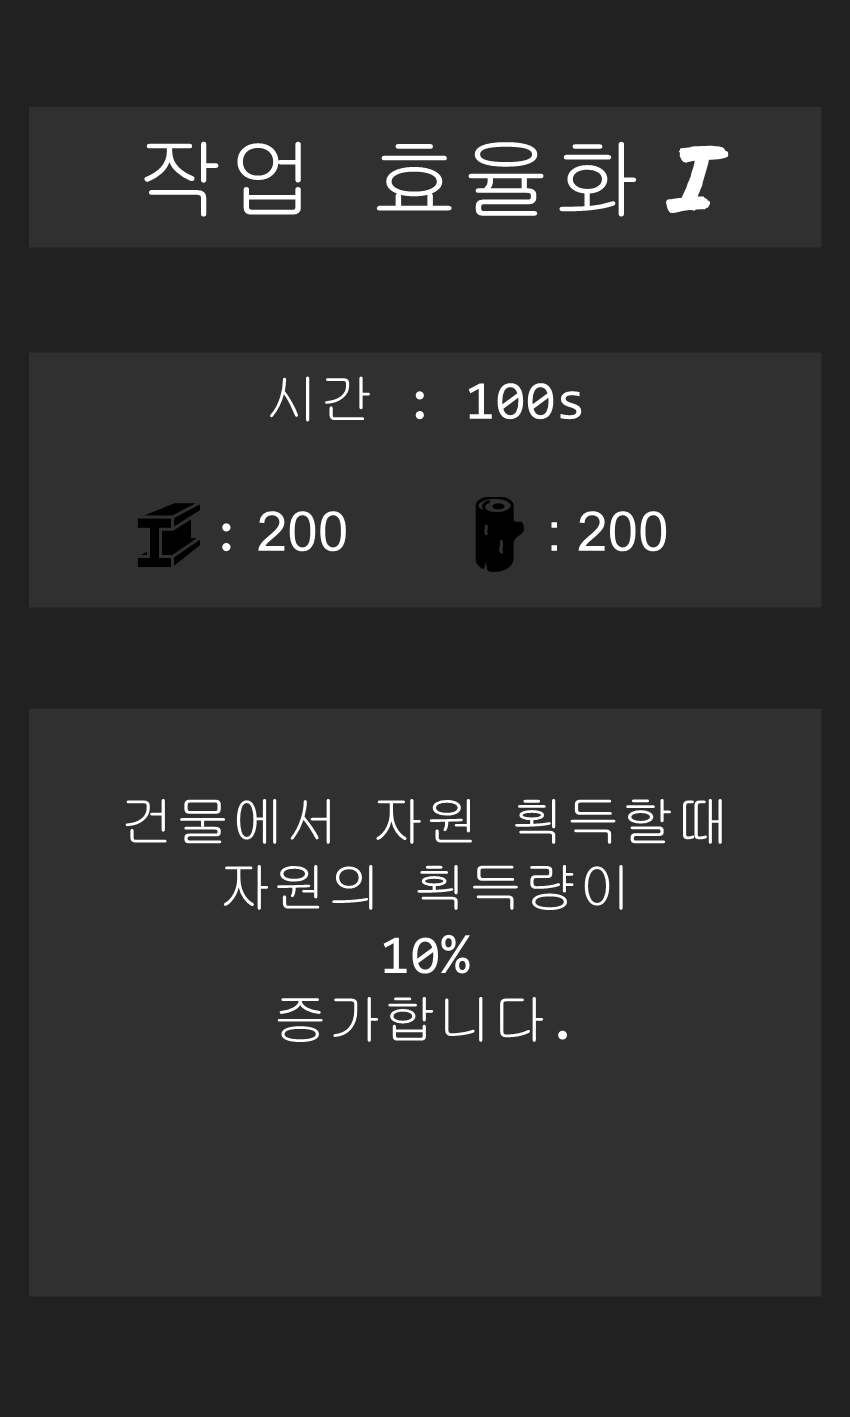 작업 효율화 I
시간 : 100s
: 200 : 200
건물에서 자원 획득할때
자원의 획득량이
10%
증가합니다.